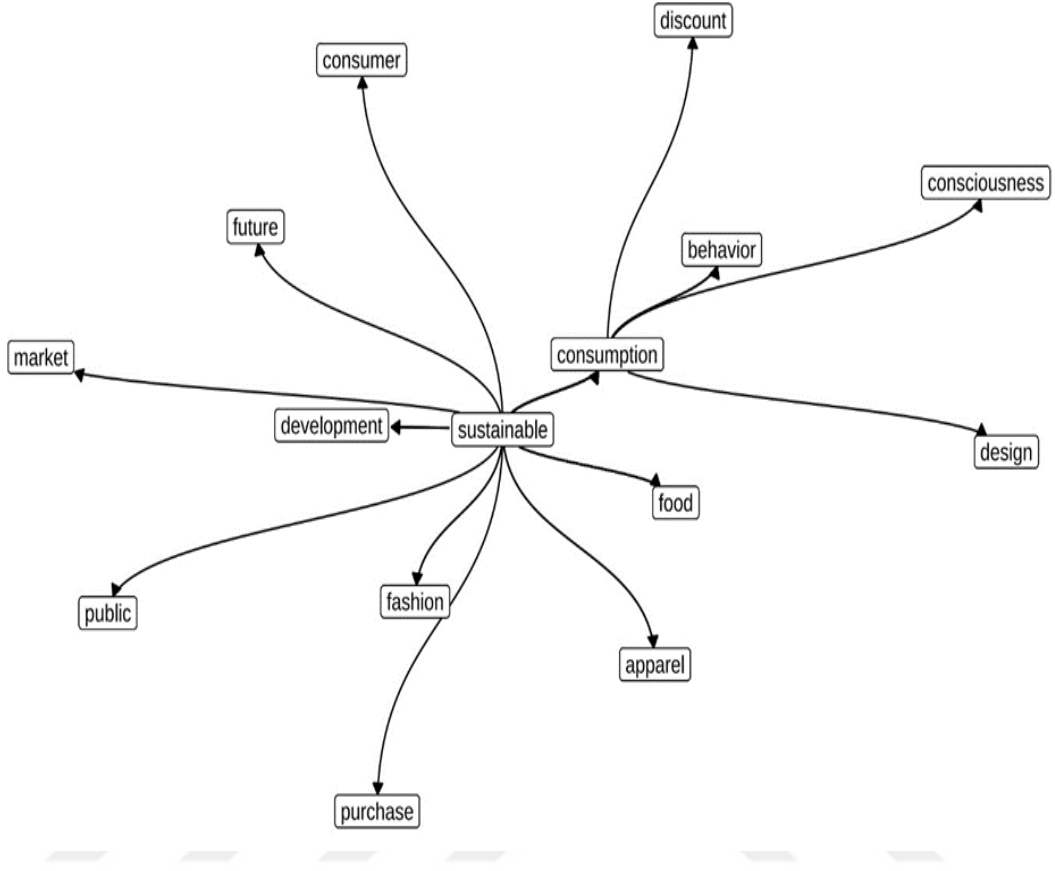 discount
consumer
consciousness
future
behavior
market
consumption
development
sustainable
design
food
fashion
public
apparel
purchase